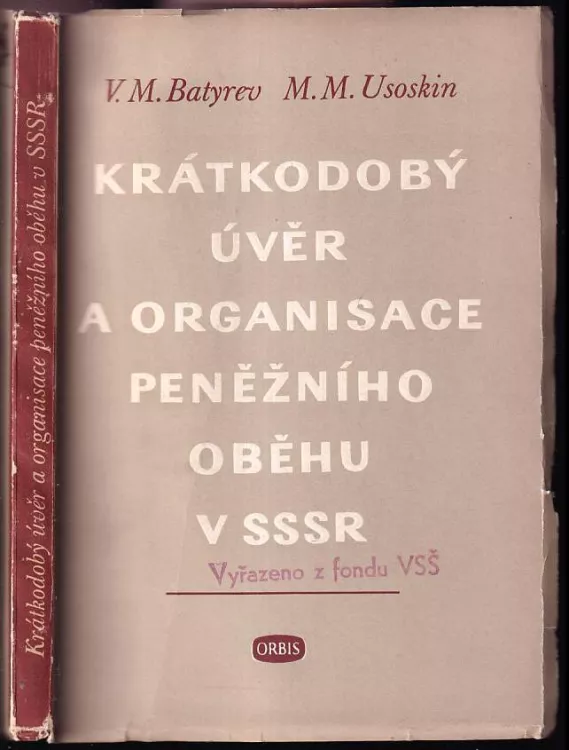 Krátkodobý úvěr a organisace peněžního oběhu v SSSR
V. M. Batyrev M. M. Usoskin
KRÁTKODOBÝ
ÚVĚR
A ORGANISACE
PENĚŽNÍHO
OBĚHU
V SSSR
Vyřazeno z fondu VSŠ
ORBIS